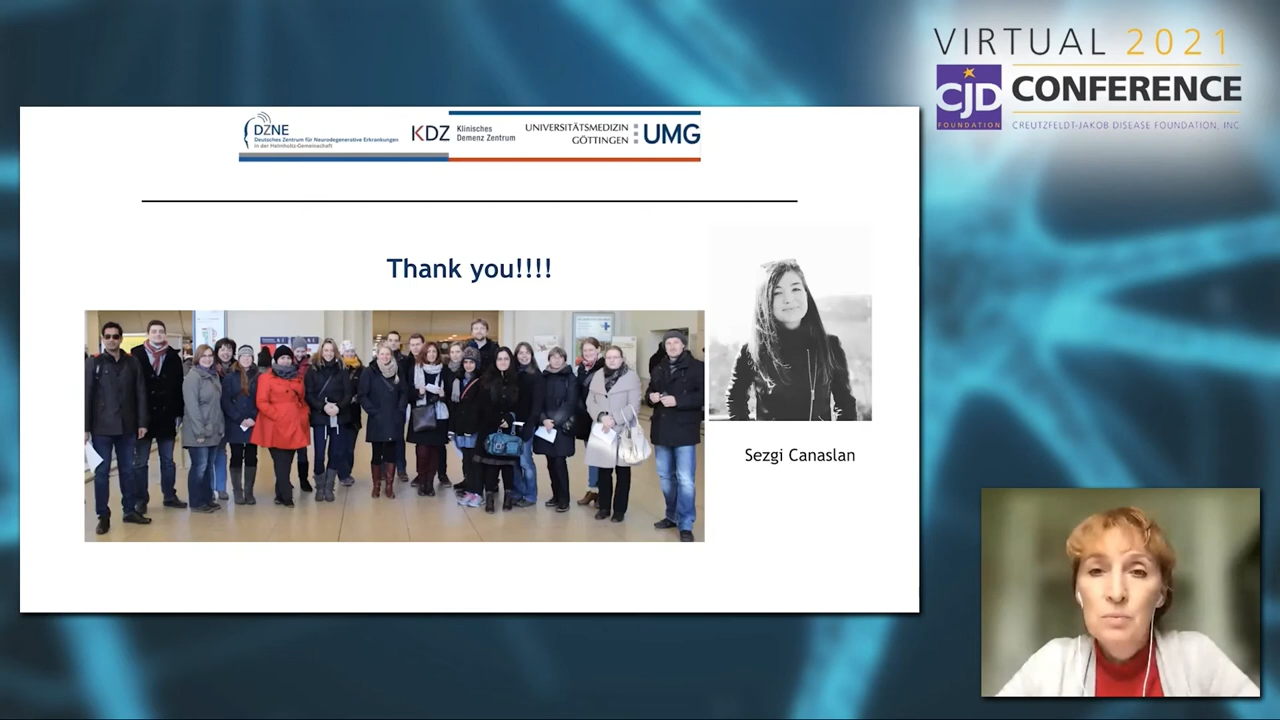 VIRTUAL 2021
CJD
FOUNDATION
CONFERENCE
CREUTZFELDT-JAKOB DISEASE FOUNDATION, INC
DZNE
Deutsches Zentrum für Neurodegenerative Erkrankungen
in der Helmholtz-Gemeinschaft
KDZ
Klinisches
Demenz Zentrum
UNIVERSITÄTSMEDIZIN
GÖTTINGEN
UMG
Thank you!!!!
Sezgi Canaslan